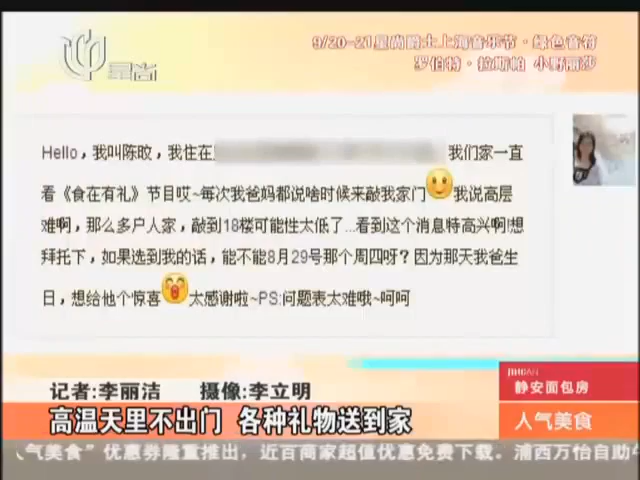 星尚
9/20-21星尚爵士上海音乐节·绿色音符
罗伯特·拉斯帕 小野丽莎
Hello，我叫陈旼，我住在
我们家一直
看《食在有礼》节目哎~每次我爸妈都说啥时候来敲我家门 我说高层
难啊，那么多户人家，敲到18楼可能性太低了...看到这个消息特高兴啊!想
拜托下，如果选到我的话，能不能8月29号那个周四呀？因为那天我爸生
日，想给他个惊喜 太感谢啦~PS:问题表太难哦~呵呵
记者:李丽洁 摄像:李立明
高温天里不出门 各种礼物送到家
JINGAN
静安面包房
人气美食
人气美食”优惠券隆重推出，近百商家超值优惠免费下载。浦西万怡自助午